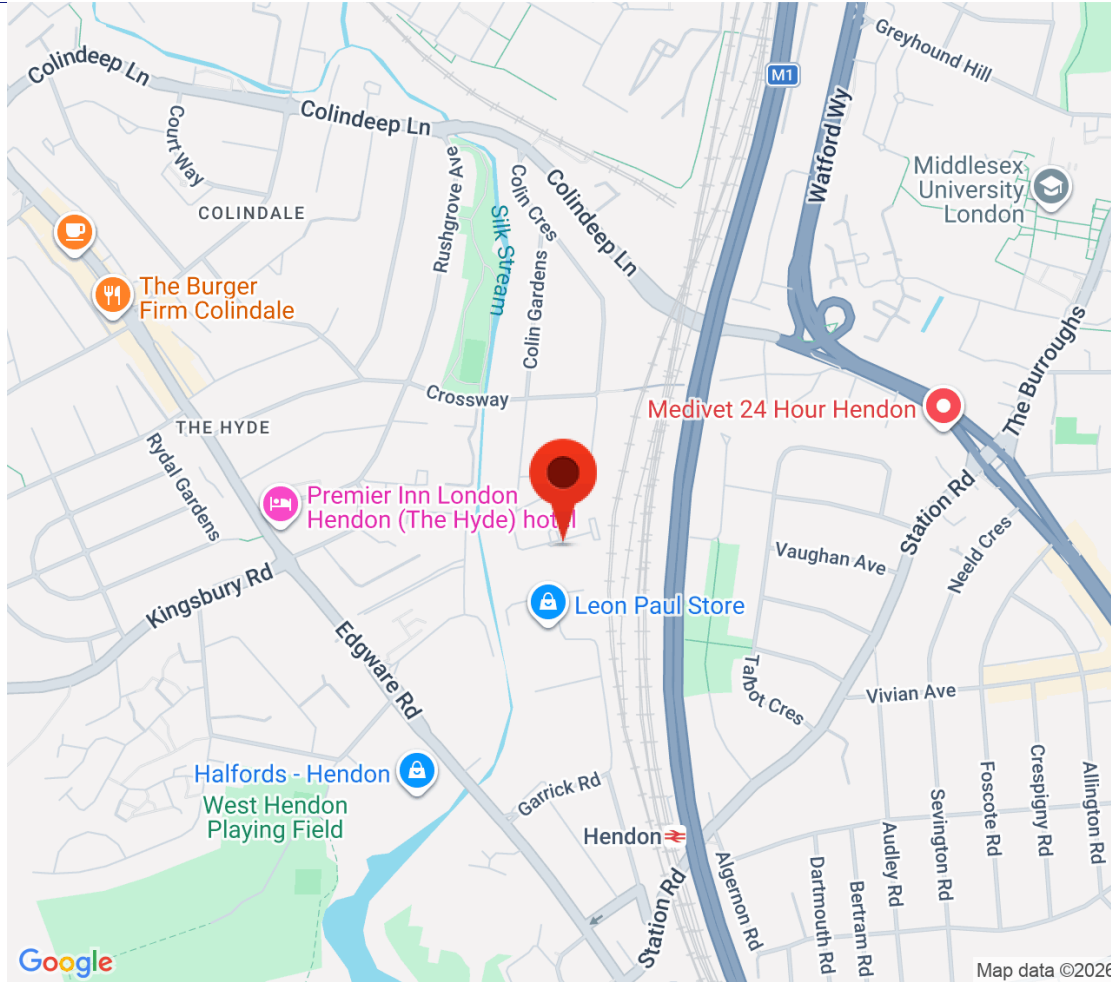 Colindeep Ln
Colindeep Ln
Court Way
COLINDALE
Rushgrove Ave
Silk Stream
Colin Cres
Colindeep Ln
Colin Gardens
M1
Watford Wy
Greyhound Hill
Middlesex
University
London
The Burger
Firm Colindale
THE HYDE
Crossway
Medivet 24 Hour Hendon
The Burroughs
Rydal Gardens
Premier Inn London
Hendon (The Hyde) hotel
Station Rd
Vaughan Ave
Neeld Cres
Kingsbury Rd
Leon Paul Store
Edgware Rd
Talbot Cres
Vivian Ave
Halfords - Hendon
West Hendon
Playing Field
Garrick Rd
Hendon
Station Rd
Algernon Rd
Dartmouth Rd
Bertram Rd
Audley Rd
Sevington Rd
Foscote Rd
Crespigny Rd
Allington Rd
Google
Map data ©2026